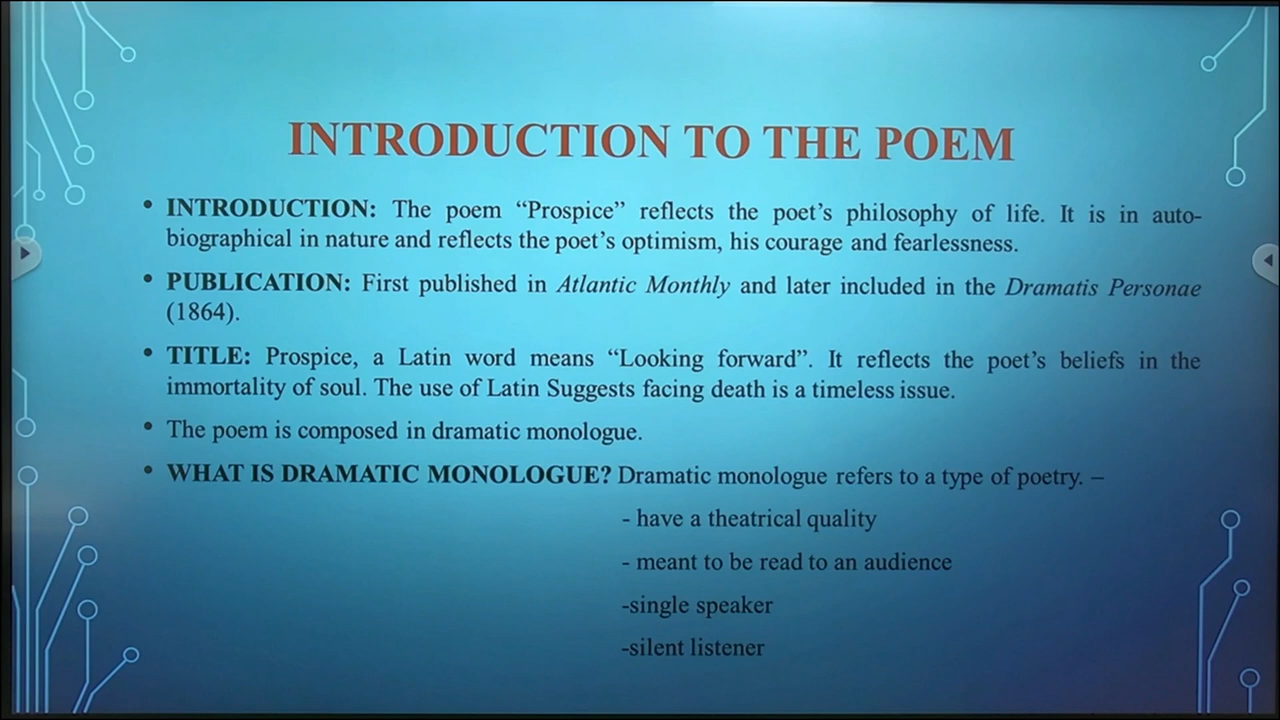 INTRODUCTION TO THE POEM
• INTRODUCTION: The poem “Prospice” reflects the poet’s philosophy of life. It is in auto-
biographical in nature and reflects the poet’s optimism, his courage and fearlessness.
• PUBLICATION: First published in Atlantic Monthly and later included in the Dramatis Personae
(1864).
• TITLE: Prospice, a Latin word means “Looking forward”. It reflects the poet’s beliefs in the
immortality of soul. The use of Latin Suggests facing death is a timeless issue.
• The poem is composed in dramatic monologue.
• WHAT IS DRAMATIC MONOLOGUE? Dramatic monologue refers to a type of poetry. –
- have a theatrical quality
- meant to be read to an audience
-single speaker
-silent listener